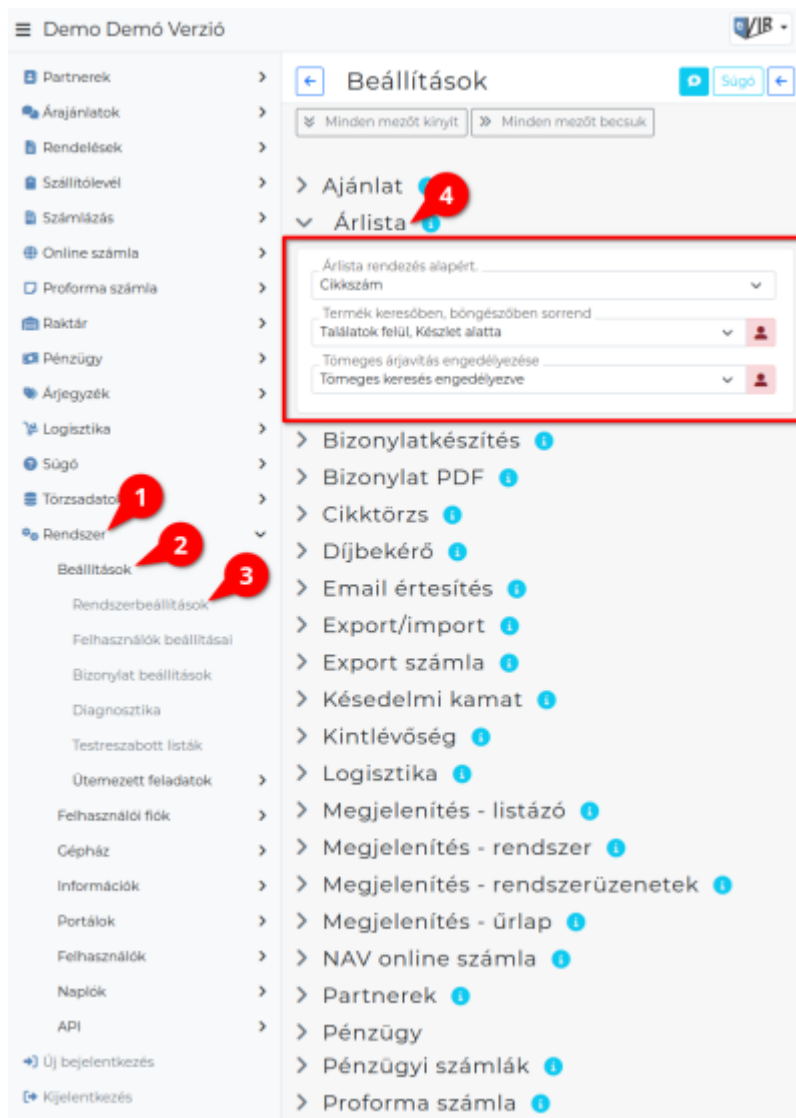 Demo Demó Verzió
VIR
Partnerek
Árajánlatok
Rendelések
Szállítólevél
Számlázás
Online számla
Proforma számla
Raktár
Pénzügy
Árjegyzék
Logisztika
Súgó
Törzsadatok
1
Rendszer
2
Beállítások
3
Rendszerbeállítások
Felhasználók beállításai
Bizonylat beállítások
Diagnosztika
Testreszabott listák
Ütemezett feladatok
Felhasználói fiók
Gépház
Információk
Portálok
Felhasználók
Naplók
API
Új bejelentkezés
Kijelentkezés
Beállítások
Súgó
Minden mezőt kinyit
Minden mezőt becsuk
Ajánlat
4
Árlista
Árlista rendezés alapért.
Cikkszám
Termék keresőben, böngészőben sorrend
Találatok felül, Készlet alatta
Tömeges árjavítás engedélyezése
Tömeges keresés engedélyezve
Bizonylatkészítés
Bizonylat PDF
Cikktörzs
Díjbekérő
Email értesítés
Export/import
Export számla
Késedelmi kamat
Kintlévőség
Logisztika
Megjelenítés - listázó
Megjelenítés - rendszer
Megjelenítés - rendszerüzenetek
Megjelenítés - űrlap
NAV online számla
Partnerek
Pénzügy
Pénzügyi számlák
Proforma számla